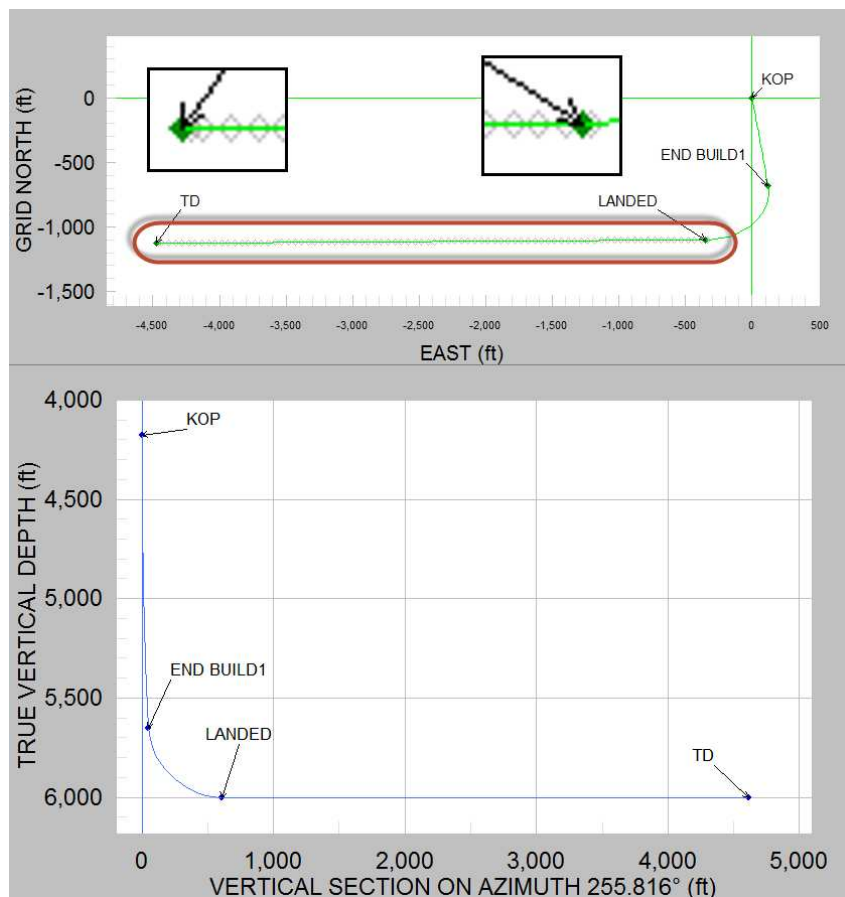 KOP
0
END BUILD1
-500
GRID NORTH (ft)
TD
LANDED
-1,000
-1,500
-4,500 -4,000 -3,500 -3,000 -2,500 -2,000 -1,500 -1,000 -500 0 500
EAST (ft)
4,000
KOP
4,500
TRUE VERTICAL DEPTH (ft)
5,000
END BUILD1
5,500
LANDED
TD
6,000
0 1,000 2,000 3,000 4,000 5,000
VERTICAL SECTION ON AZIMUTH 255.816° (ft)